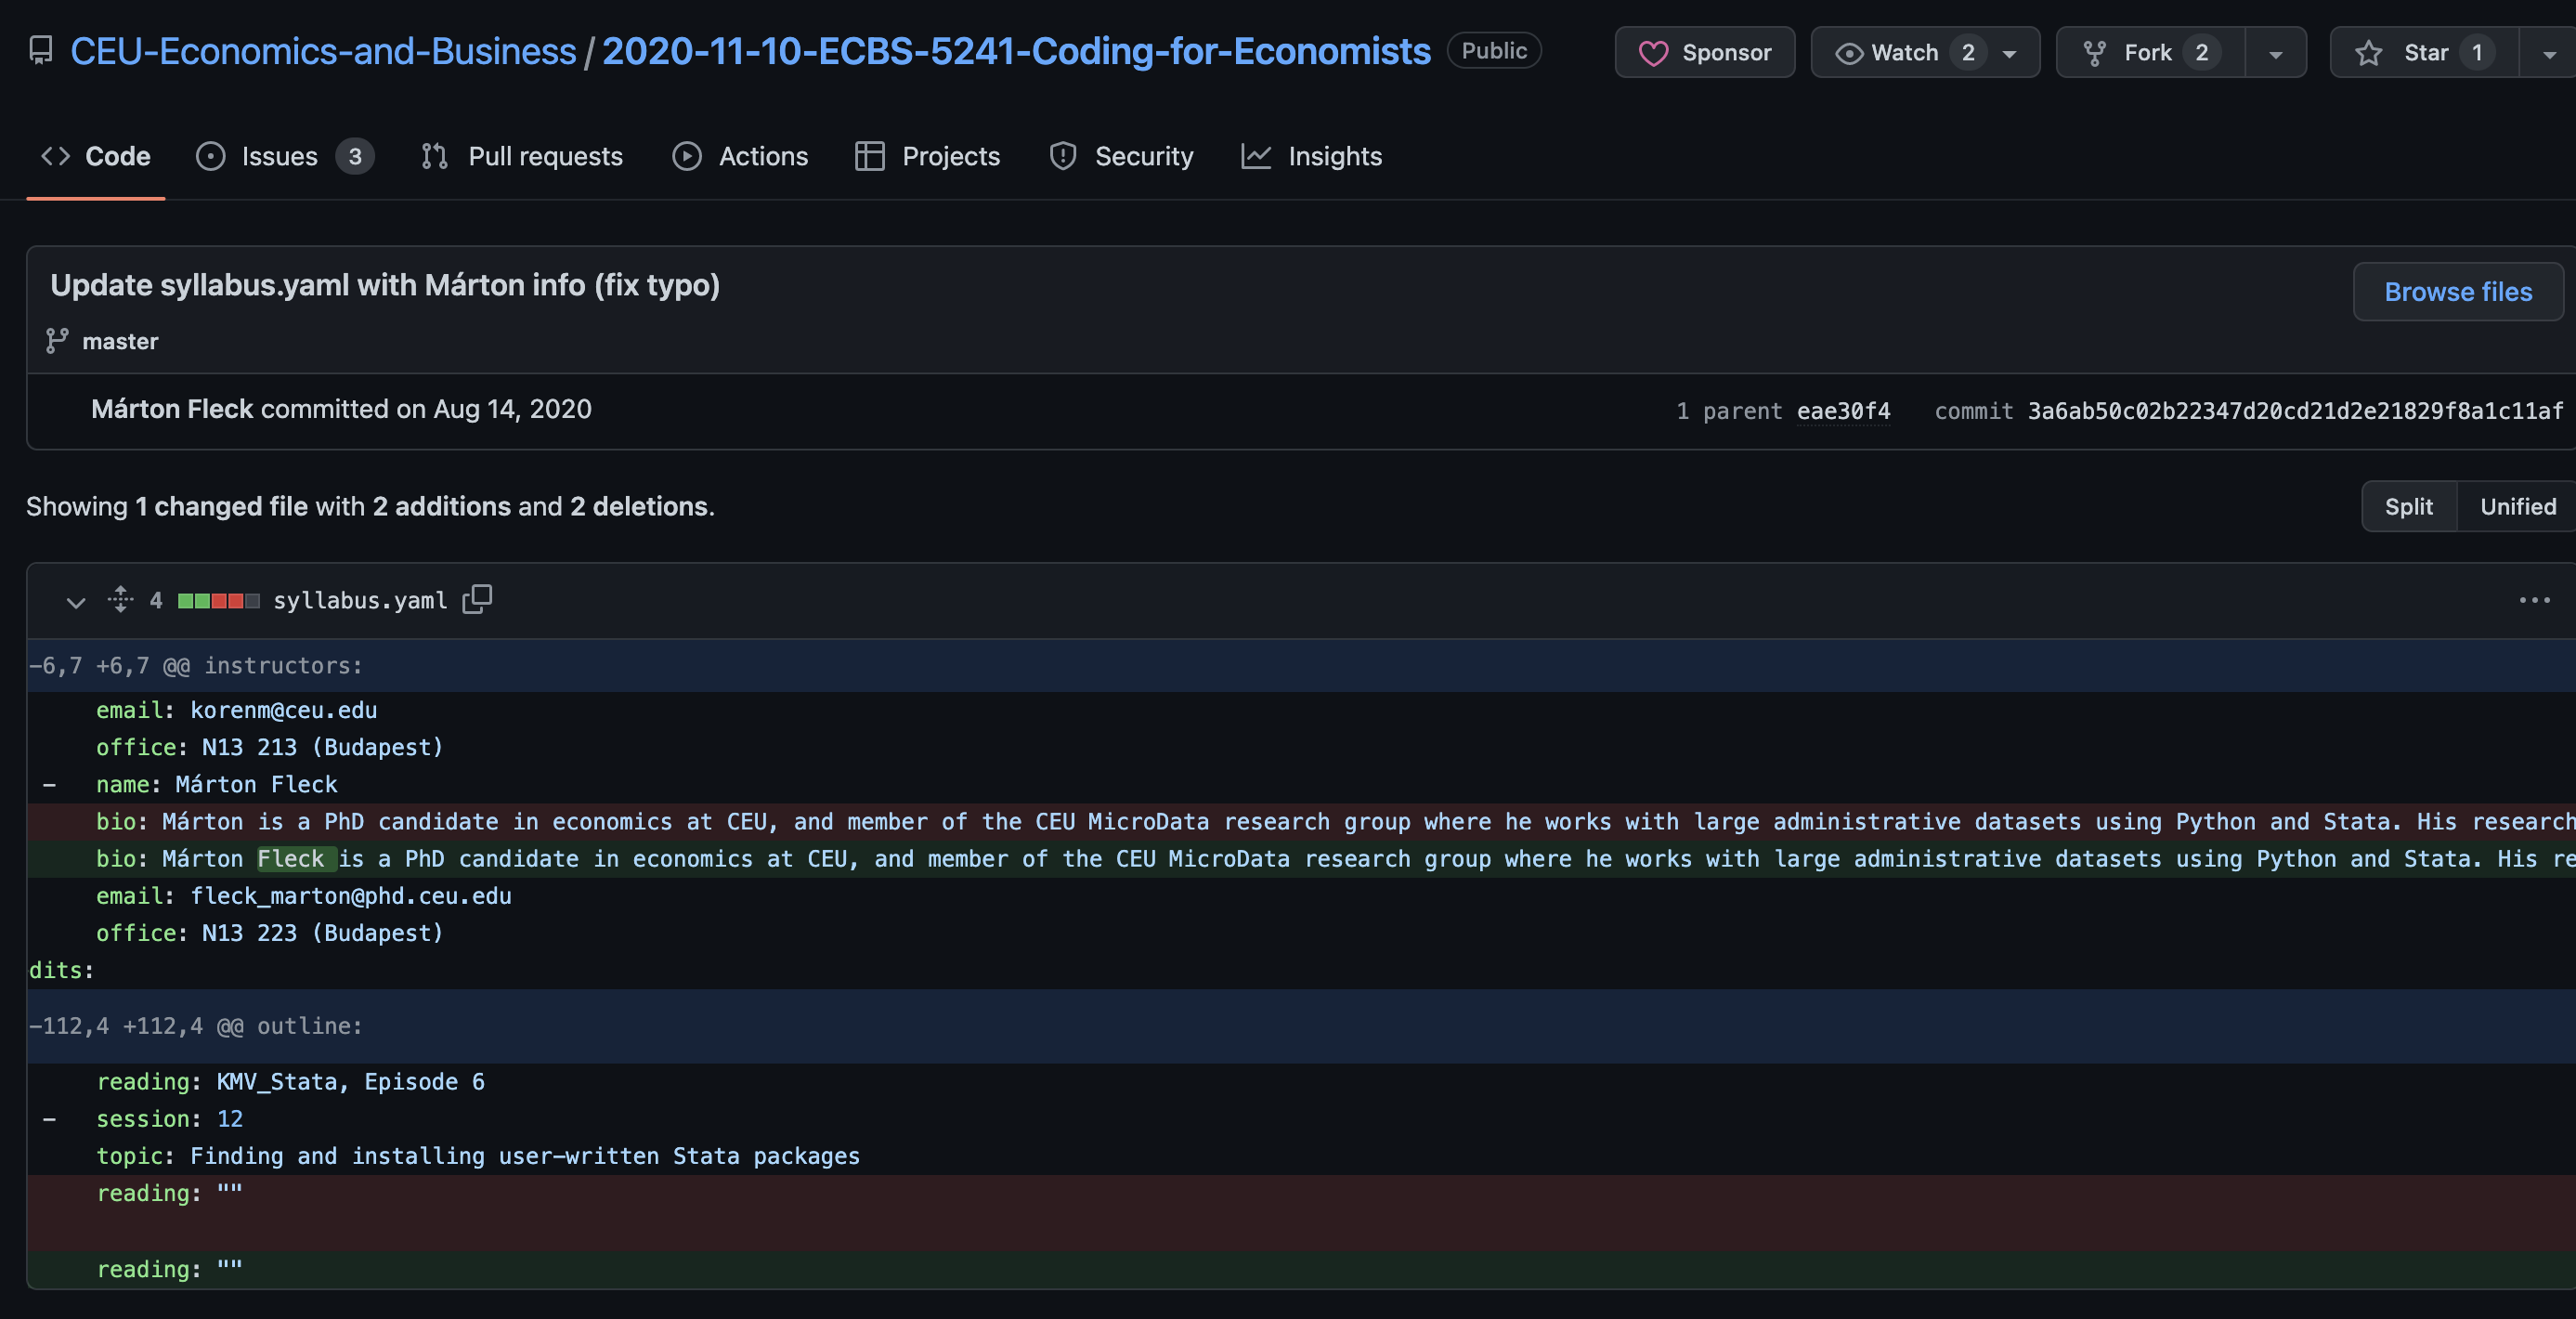 CEU-Economics-and-Business / 2020-11-10-ECBS-5241-Coding-for-Economists Public Sponsor Watch 2 Fork 2 Star 1
Code Issues 3 Pull requests Actions Projects Security Insights
Update syllabus.yaml with Márton info (fix typo)
Browse files
master
Márton Fleck committed on Aug 14, 2020 1 parent eae30f4 commit 3a6ab50c02b22347d20cd21d2e21829f8a1c11af
Showing 1 changed file with 2 additions and 2 deletions.
Split Unified
4 syllabus.yaml
-6,7 +6,7 @@ instructors:
email: korenm@ceu.edu
office: N13 213 (Budapest)
- name: Márton Fleck
bio: Márton is a PhD candidate in economics at CEU, and member of the CEU MicroData research group where he works with large administrative datasets using Python and Stata. His research
bio: Márton Fleck is a PhD candidate in economics at CEU, and member of the CEU MicroData research group where he works with large administrative datasets using Python and Stata. His re
email: fleck_marton@phd.ceu.edu
office: N13 223 (Budapest)
dits:
-112,4 +112,4 @@ outline:
reading: KMV_Stata, Episode 6
- session: 12
topic: Finding and installing user-written Stata packages
reading: ""
reading: ""